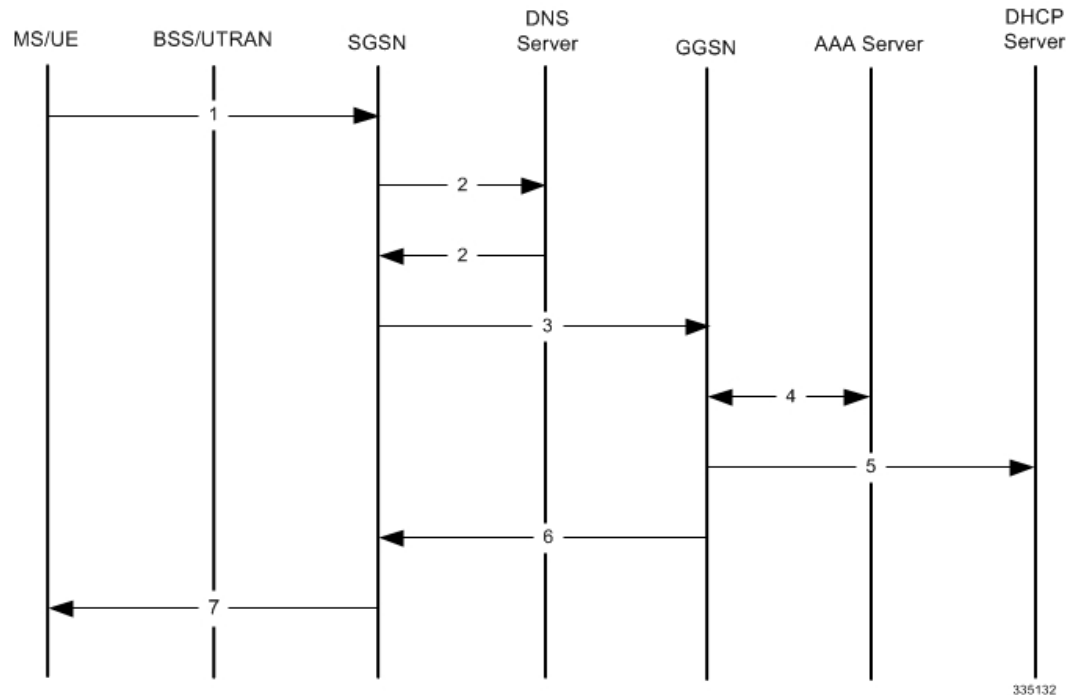 MS/UE
BSS/UTRAN
SGSN
DNS
Server
GGSN
AAA Server
DHCP
Server
1
2
2
3
4
5
6
7
335132